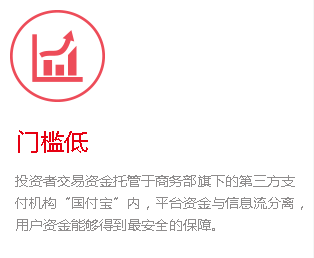 门槛低
投资者交易资金托管于商务部旗下的第三方支
付机构“国付宝”内，平台资金与信息流分离，
用户资金能够得到最安全的保障。